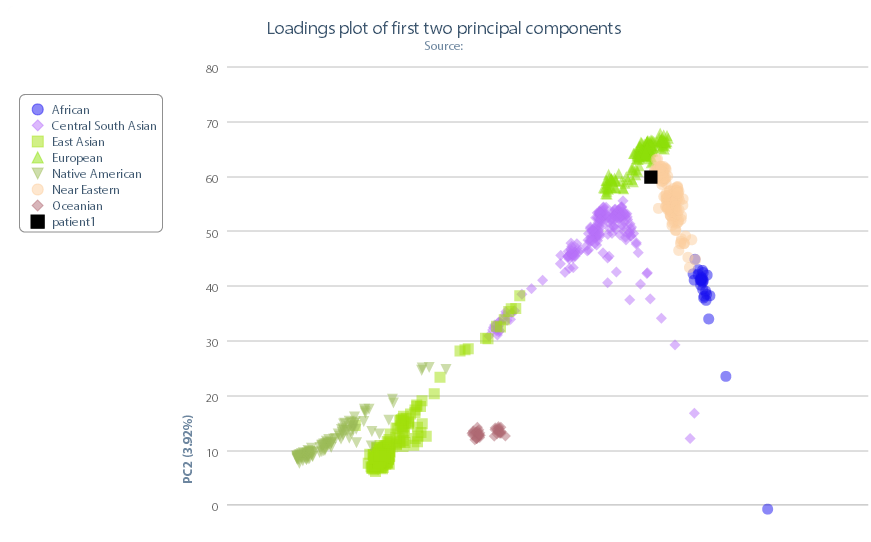 Loadings plot of first two principal components
Source:
African
Central South Asian
East Asian
European
Native American
Near Eastern
Oceanian
patient1
80
70
60
50
40
30
20
10
0
PC2 (3.92%)